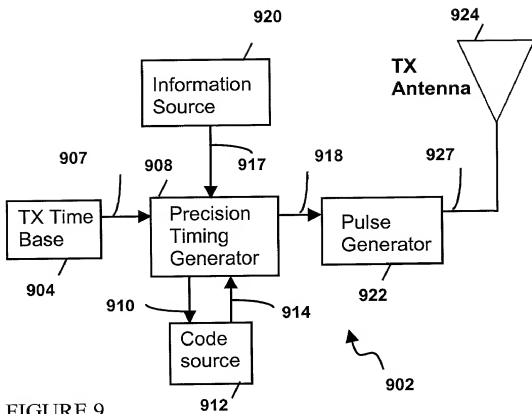 920
924
Information
Source
TX
Antenna
907
908
917
918
927
TX Time
Base
Precision
Timing
Generator
Pulse
Generator
904
910
914
922
Code
source
912
902
FIGURE 9